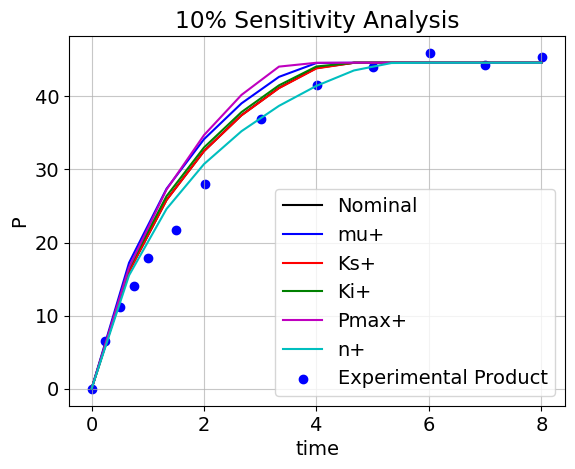 10% Sensitivity Analysis
P
40
30
20
10
0
Nominal
mu+
Ks+
Ki+
Pmax+
n+
Experimental Product
0 2 4 6 8
time